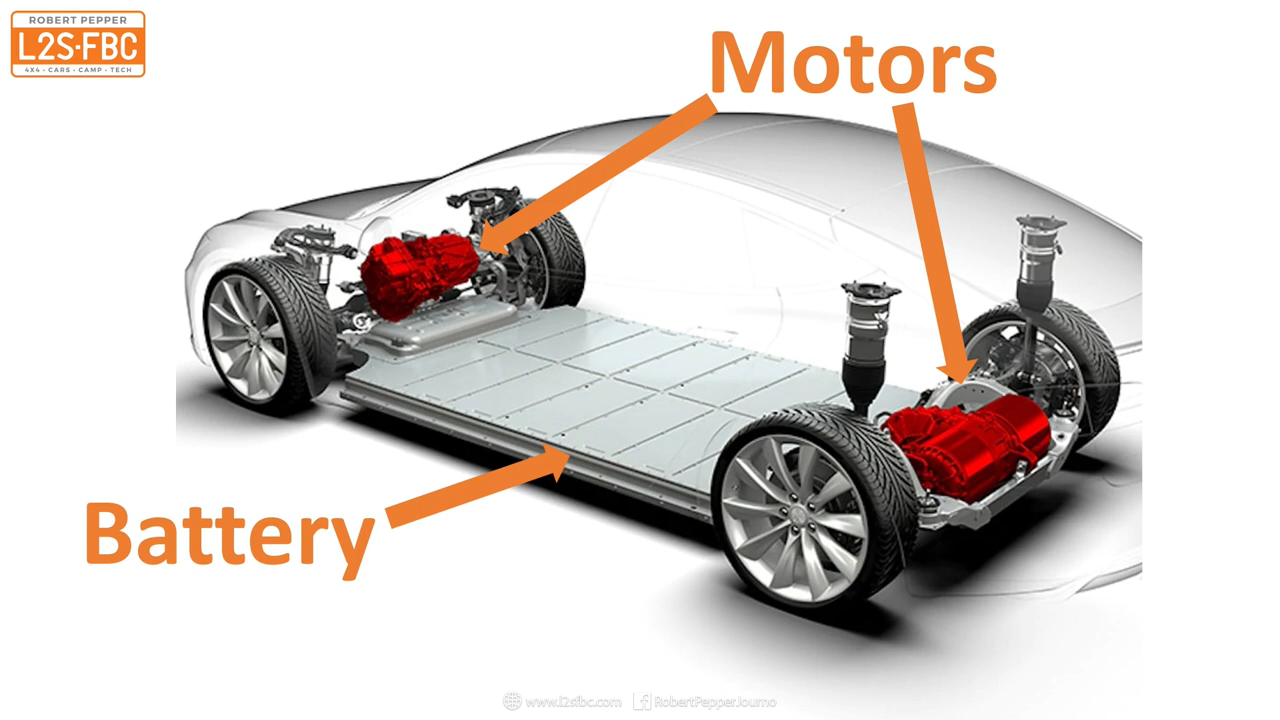 ROBERT PEPPER
L2S·FBC
4X4 • CARS • CAMP • TECH
Motors
Battery
www.l2sfbc.com
RobertPepperJourno